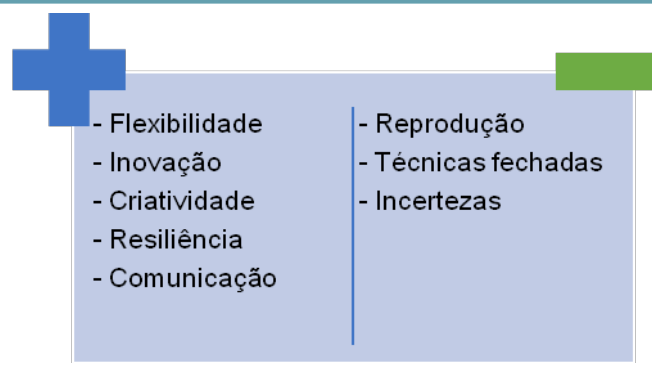 - Flexibilidade
- Inovação
- Criatividade
- Resiliência
- Comunicação
- Reprodução
- Técnicas fechadas
- Incertezas